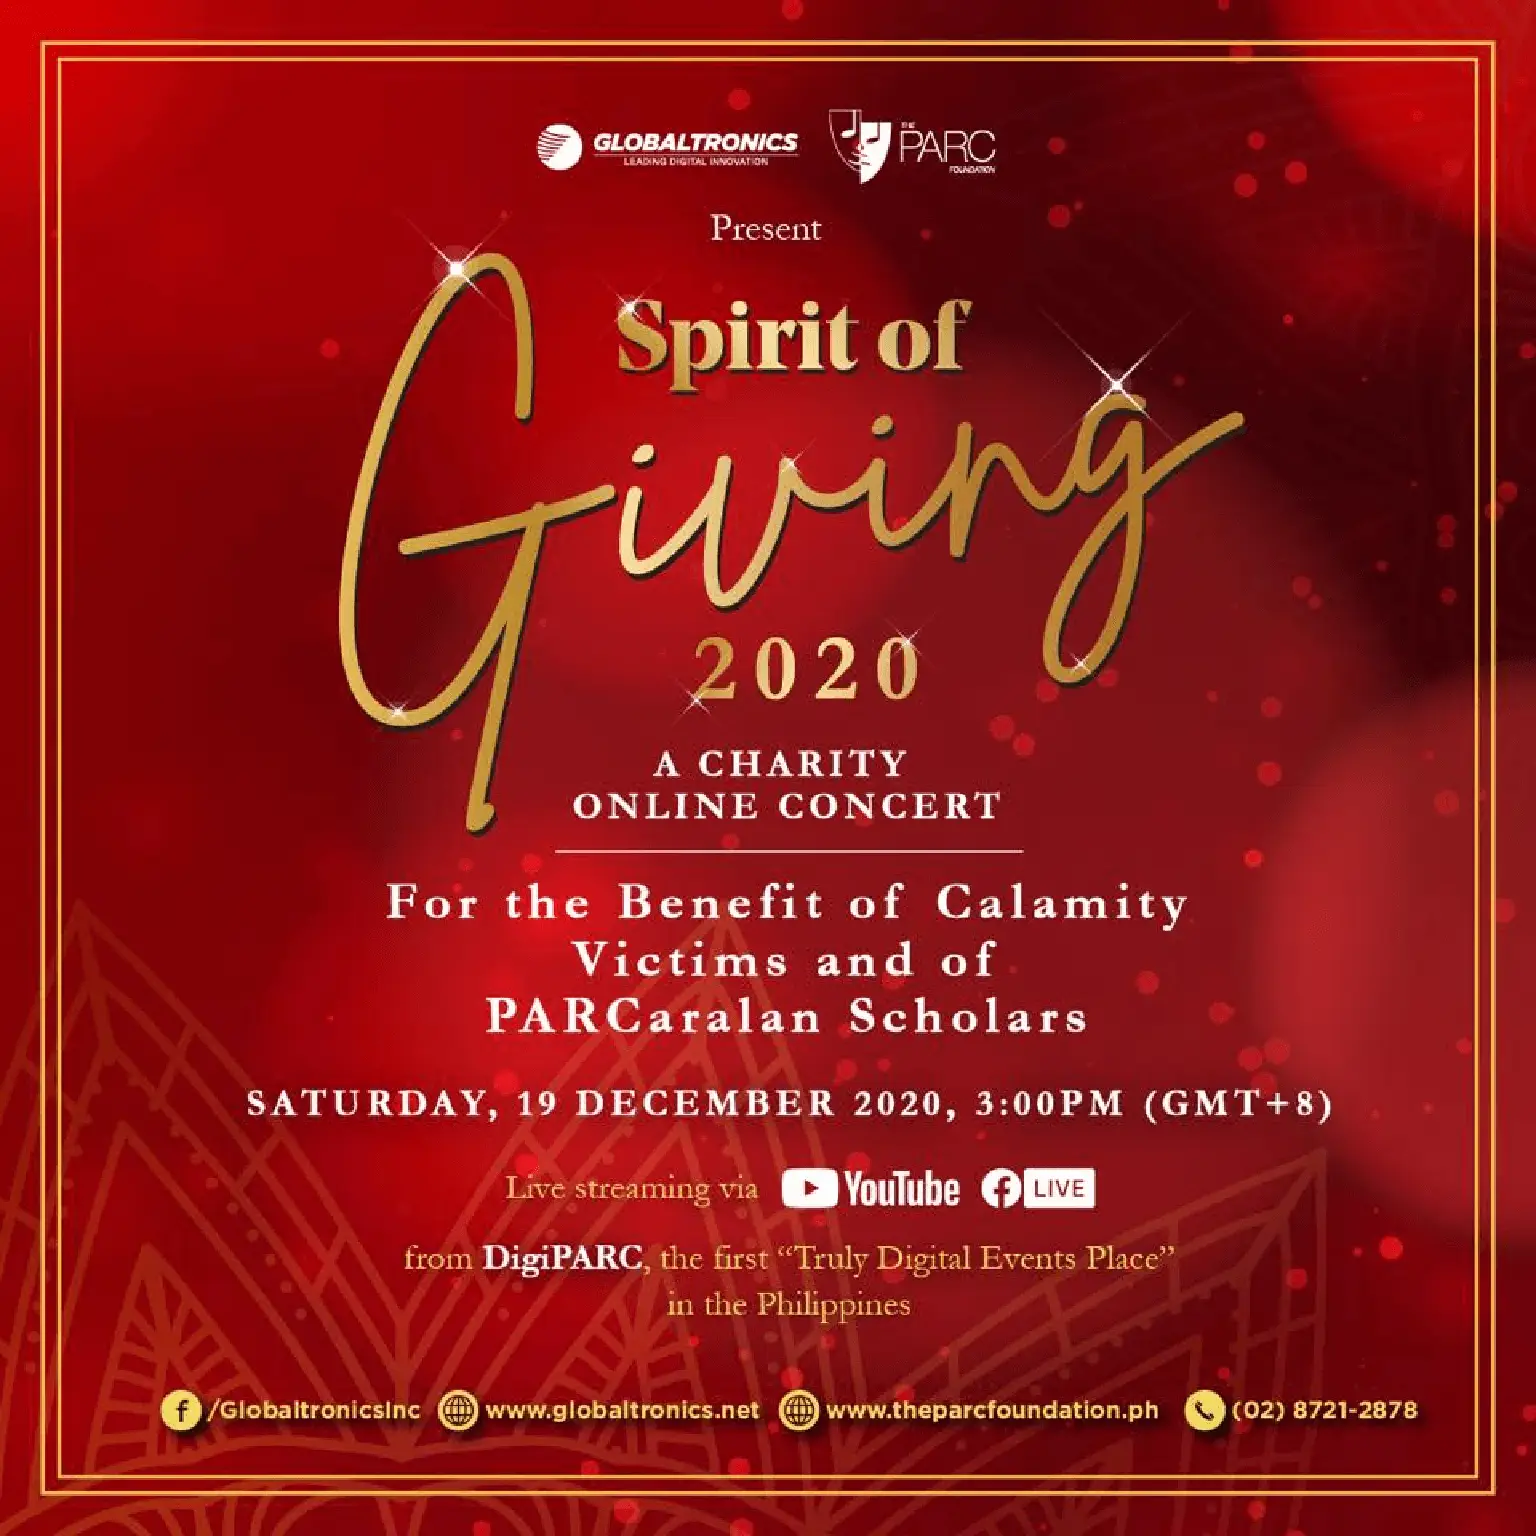 GLOBALTRONICS
LEADING DIGITAL INNOVATION
THE
PARC
FOUNDATION
Present
Spirit of
Giving
2020
A CHARITY
ONLINE CONCERT
For the Benefit of Calamity
Victims and of
PARCaralan Scholars
SATURDAY, 19 DECEMBER 2020, 3:00PM (GMT+8)
Live streaming via YouTube LIVE
from DigiPARC, the first “Truly Digital Events Place”
in the Philippines
/GlobaltronicsInc www.globaltronics.net www.theparcfoundation.ph (02) 8721-2878